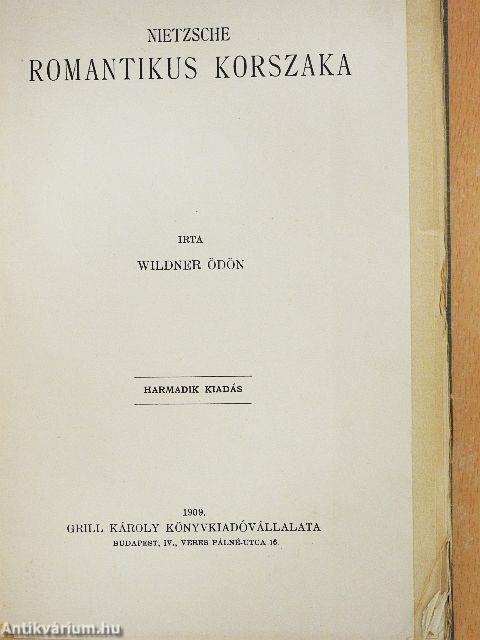 NIETZSCHE
ROMANTIKUS KORSZAKA
IRTA
WILDNER ÖDÖN
HARMADIK KIADÁS
1909.
GRILL KÁROLY KÖNYVKIADÓVÁLLALATA
BUDAPEST, IV., VERES PÁLNÉ-UTCA 16.
Antikvárium.hu